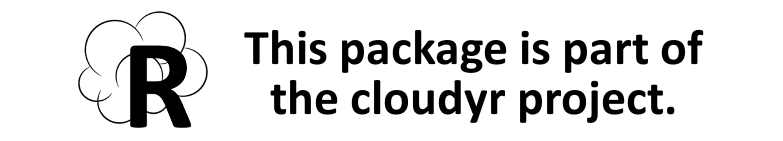 R
This package is part of
the cloudyr project.